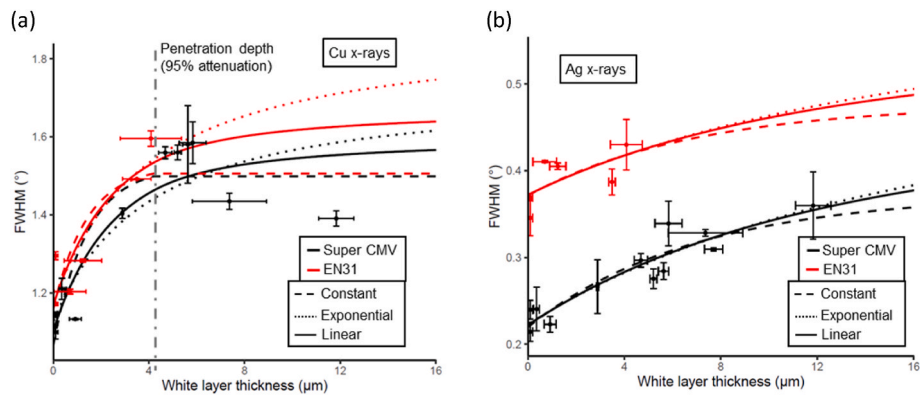 (a)
Penetration depth
(95% attenuation)
Cu x-rays
FWHM (°)
1.8
1.6
1.4
1.2
Super CMV
EN31
Constant
Exponential
Linear
0
4
8
12
16
White layer thickness (µm)
(b)
Ag x-rays
FWHM (°)
0.5
0.4
0.3
0.2
Super CMV
EN31
Constant
Exponential
Linear
0
4
8
12
16
White layer thickness (µm)